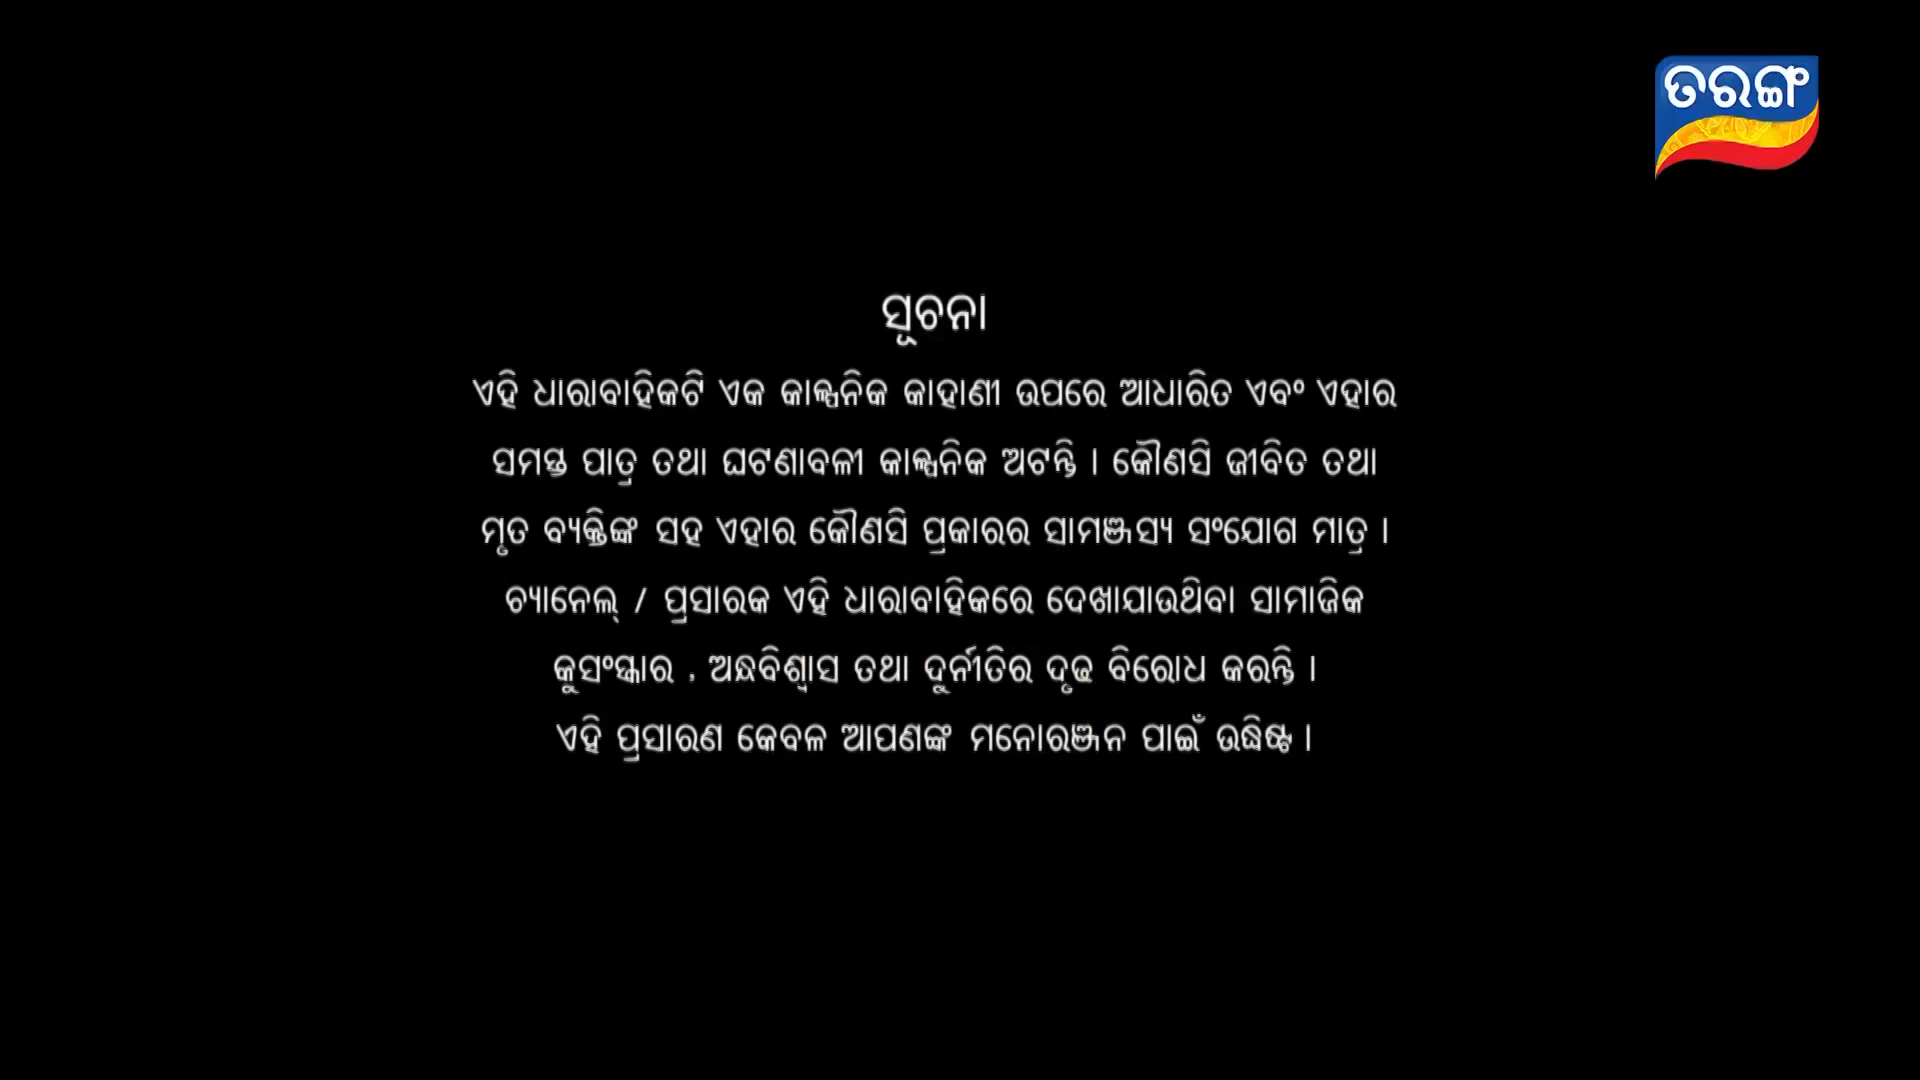 ତରଙ୍ଗ
ସୂଚନା
ଏହି ଧାରାବାହିକଟି ଏକ କାଳ୍ପନିକ କାହାଣୀ ଉପରେ ଆଧାରିତ ଏବଂ ଏହାର
ସମସ୍ତ ପାତ୍ର ତଥା ଘଟଣାବଳୀ କାଳ୍ପନିକ ଅଟନ୍ତି । କୌଣସି ଜୀବିତ ତଥା
ମୃତ ବ୍ୟକ୍ତିଙ୍କ ସହ ଏହାର କୌଣସି ପ୍ରକାରର ସାମଞ୍ଜସ୍ୟ ସଂଯୋଗ ମାତ୍ର ।
ଚ୍ୟାନେଲ୍ / ପ୍ରସାରକ ଏହି ଧାରାବାହିକରେ ଦେଖାଯାଉଥିବା ସାମାଜିକ
କୁସଂସ୍କାର , ଅନ୍ଧବିଶ୍ୱାସ ତଥା ଦୁର୍ନୀତିର ଦୃଢ ବିରୋଧ କରନ୍ତି ।
ଏହି ପ୍ରସାରଣ କେବଳ ଆପଣଙ୍କ ମନୋରଞ୍ଜନ ପାଇଁ ଉଦ୍ଧିଷ୍ଟ ।